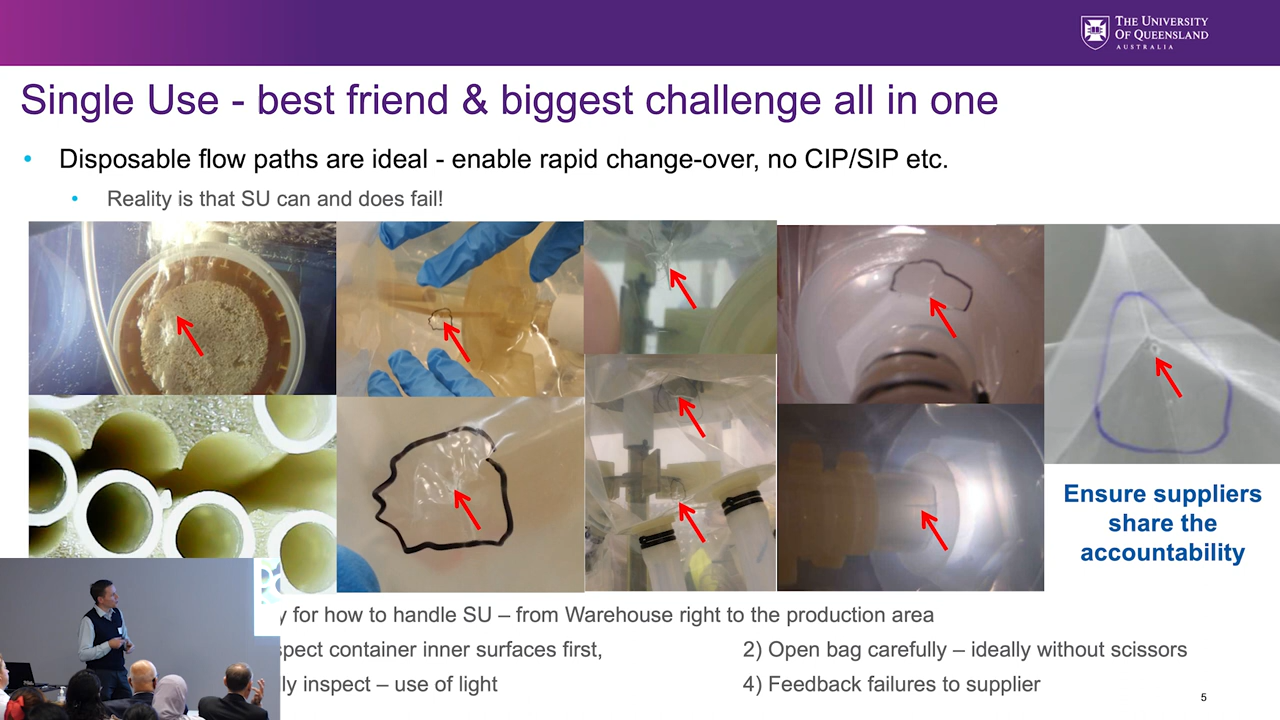 THE UNIVERSITY
OF QUEENSLAND
AUSTRALIA
Single Use - best friend & biggest challenge all in one
• Disposable flow paths are ideal - enable rapid change-over, no CIP/SIP etc.
• Reality is that SU can and does fail!
Ensure suppliers
share the
accountability
for how to handle SU – from Warehouse right to the production area
container inner surfaces first,
2) Open bag carefully – ideally without scissors
inspect – use of light
4) Feedback failures to supplier
5